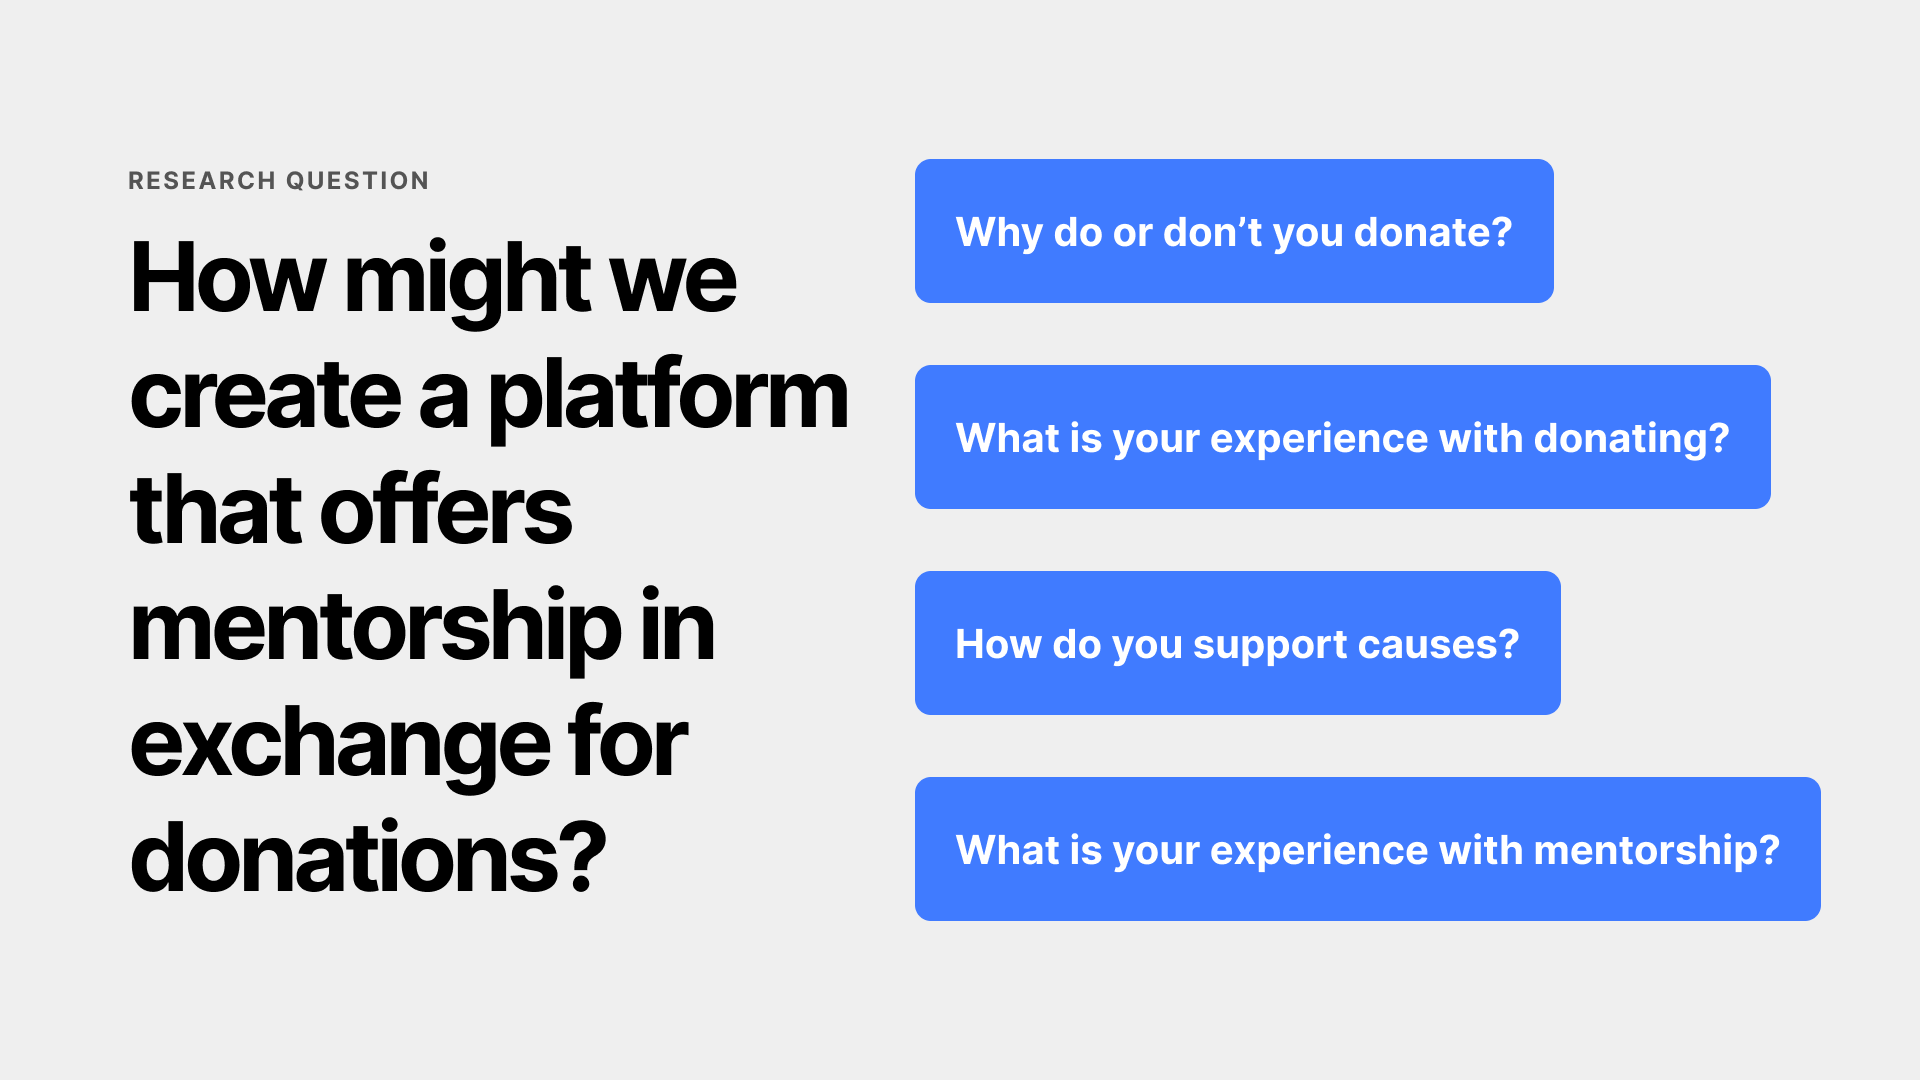 RESEARCH QUESTION
How might we
create a platform
that offers
mentorship in
exchange for
donations?
Why do or don’t you donate?
What is your experience with donating?
How do you support causes?
What is your experience with mentorship?